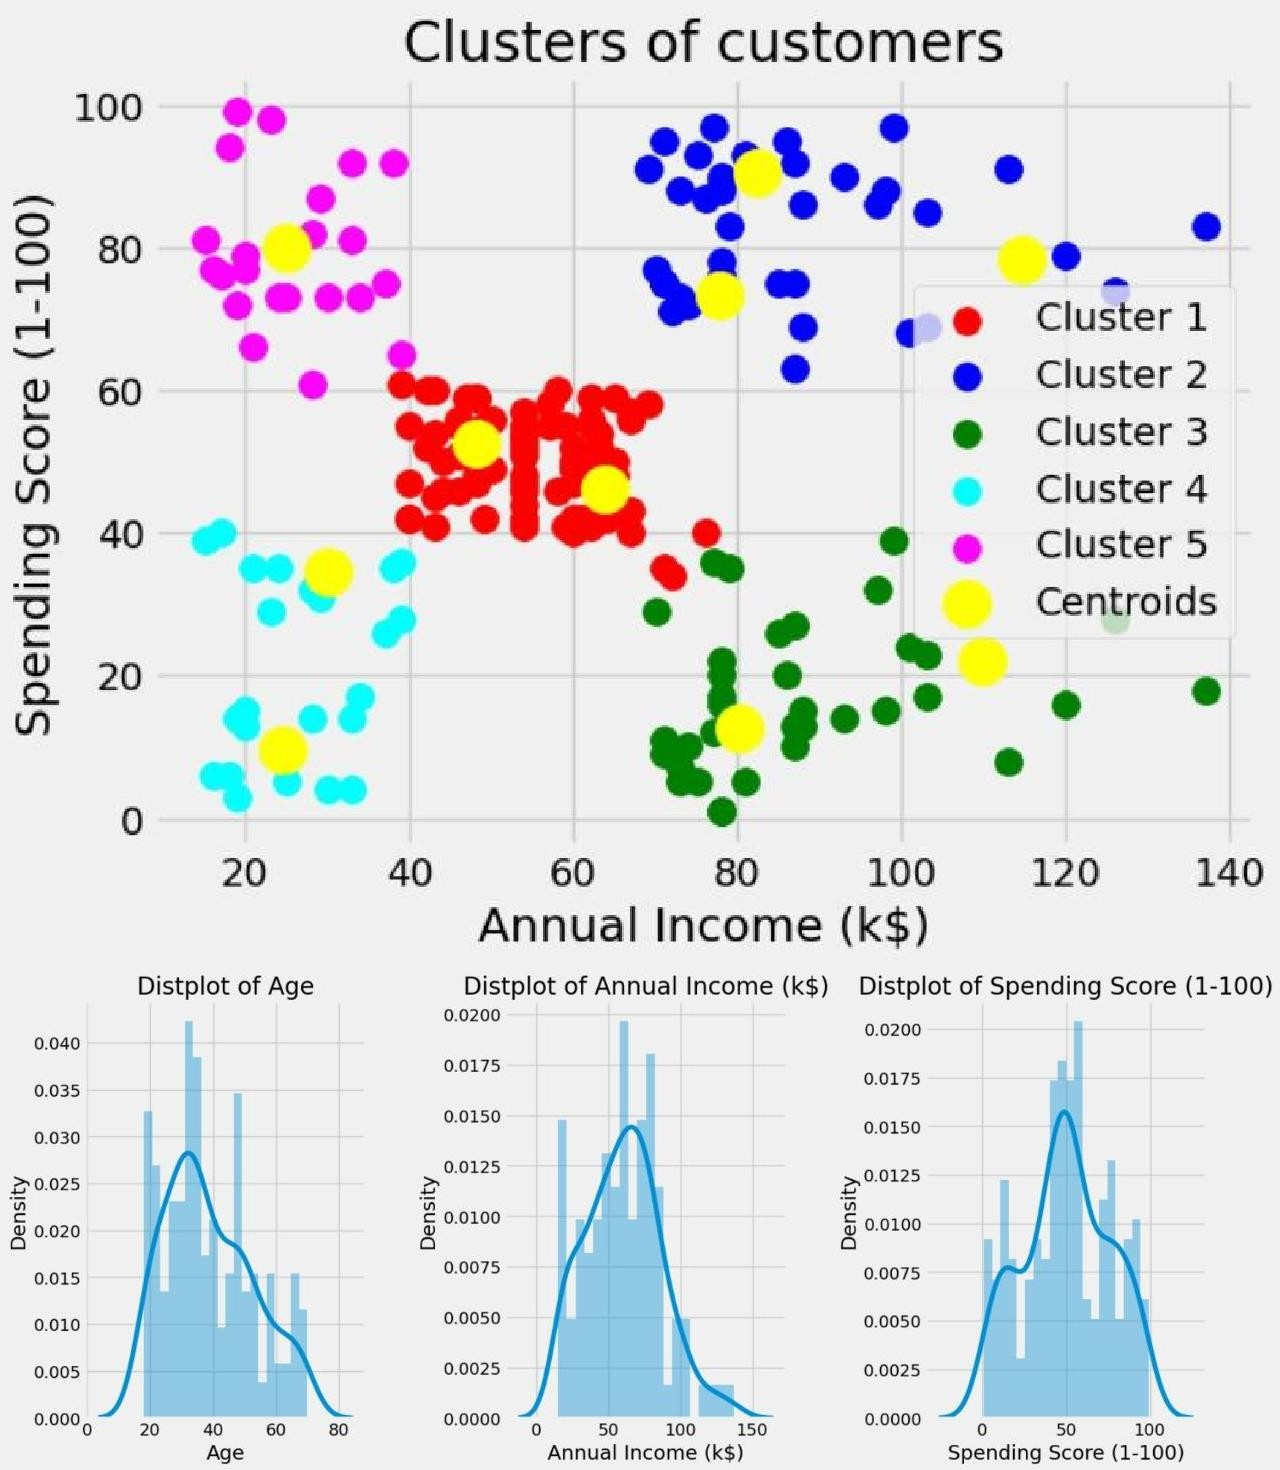 Clusters of customers
100
80
60
40
20
0
Spending Score (1-100)
Cluster 1
Cluster 2
Cluster 3
Cluster 4
Cluster 5
Centroids
20 40 60 80 100 120 140
Annual Income (k$)
Distplot of Age
0.040
0.035
0.030
0.025
0.020
0.015
0.010
0.005
0.000
Density
0 20 40 60 80
Age
Distplot of Annual Income (k$)
0.0200
0.0175
0.0150
0.0125
0.0100
0.0075
0.0050
0.0025
0.0000
Density
0 50 100 150
Annual Income (k$)
Distplot of Spending Score (1-100)
0.0200
0.0175
0.0150
0.0125
0.0100
0.0075
0.0050
0.0025
0.0000
Density
0 50 100
Spending Score (1-100)